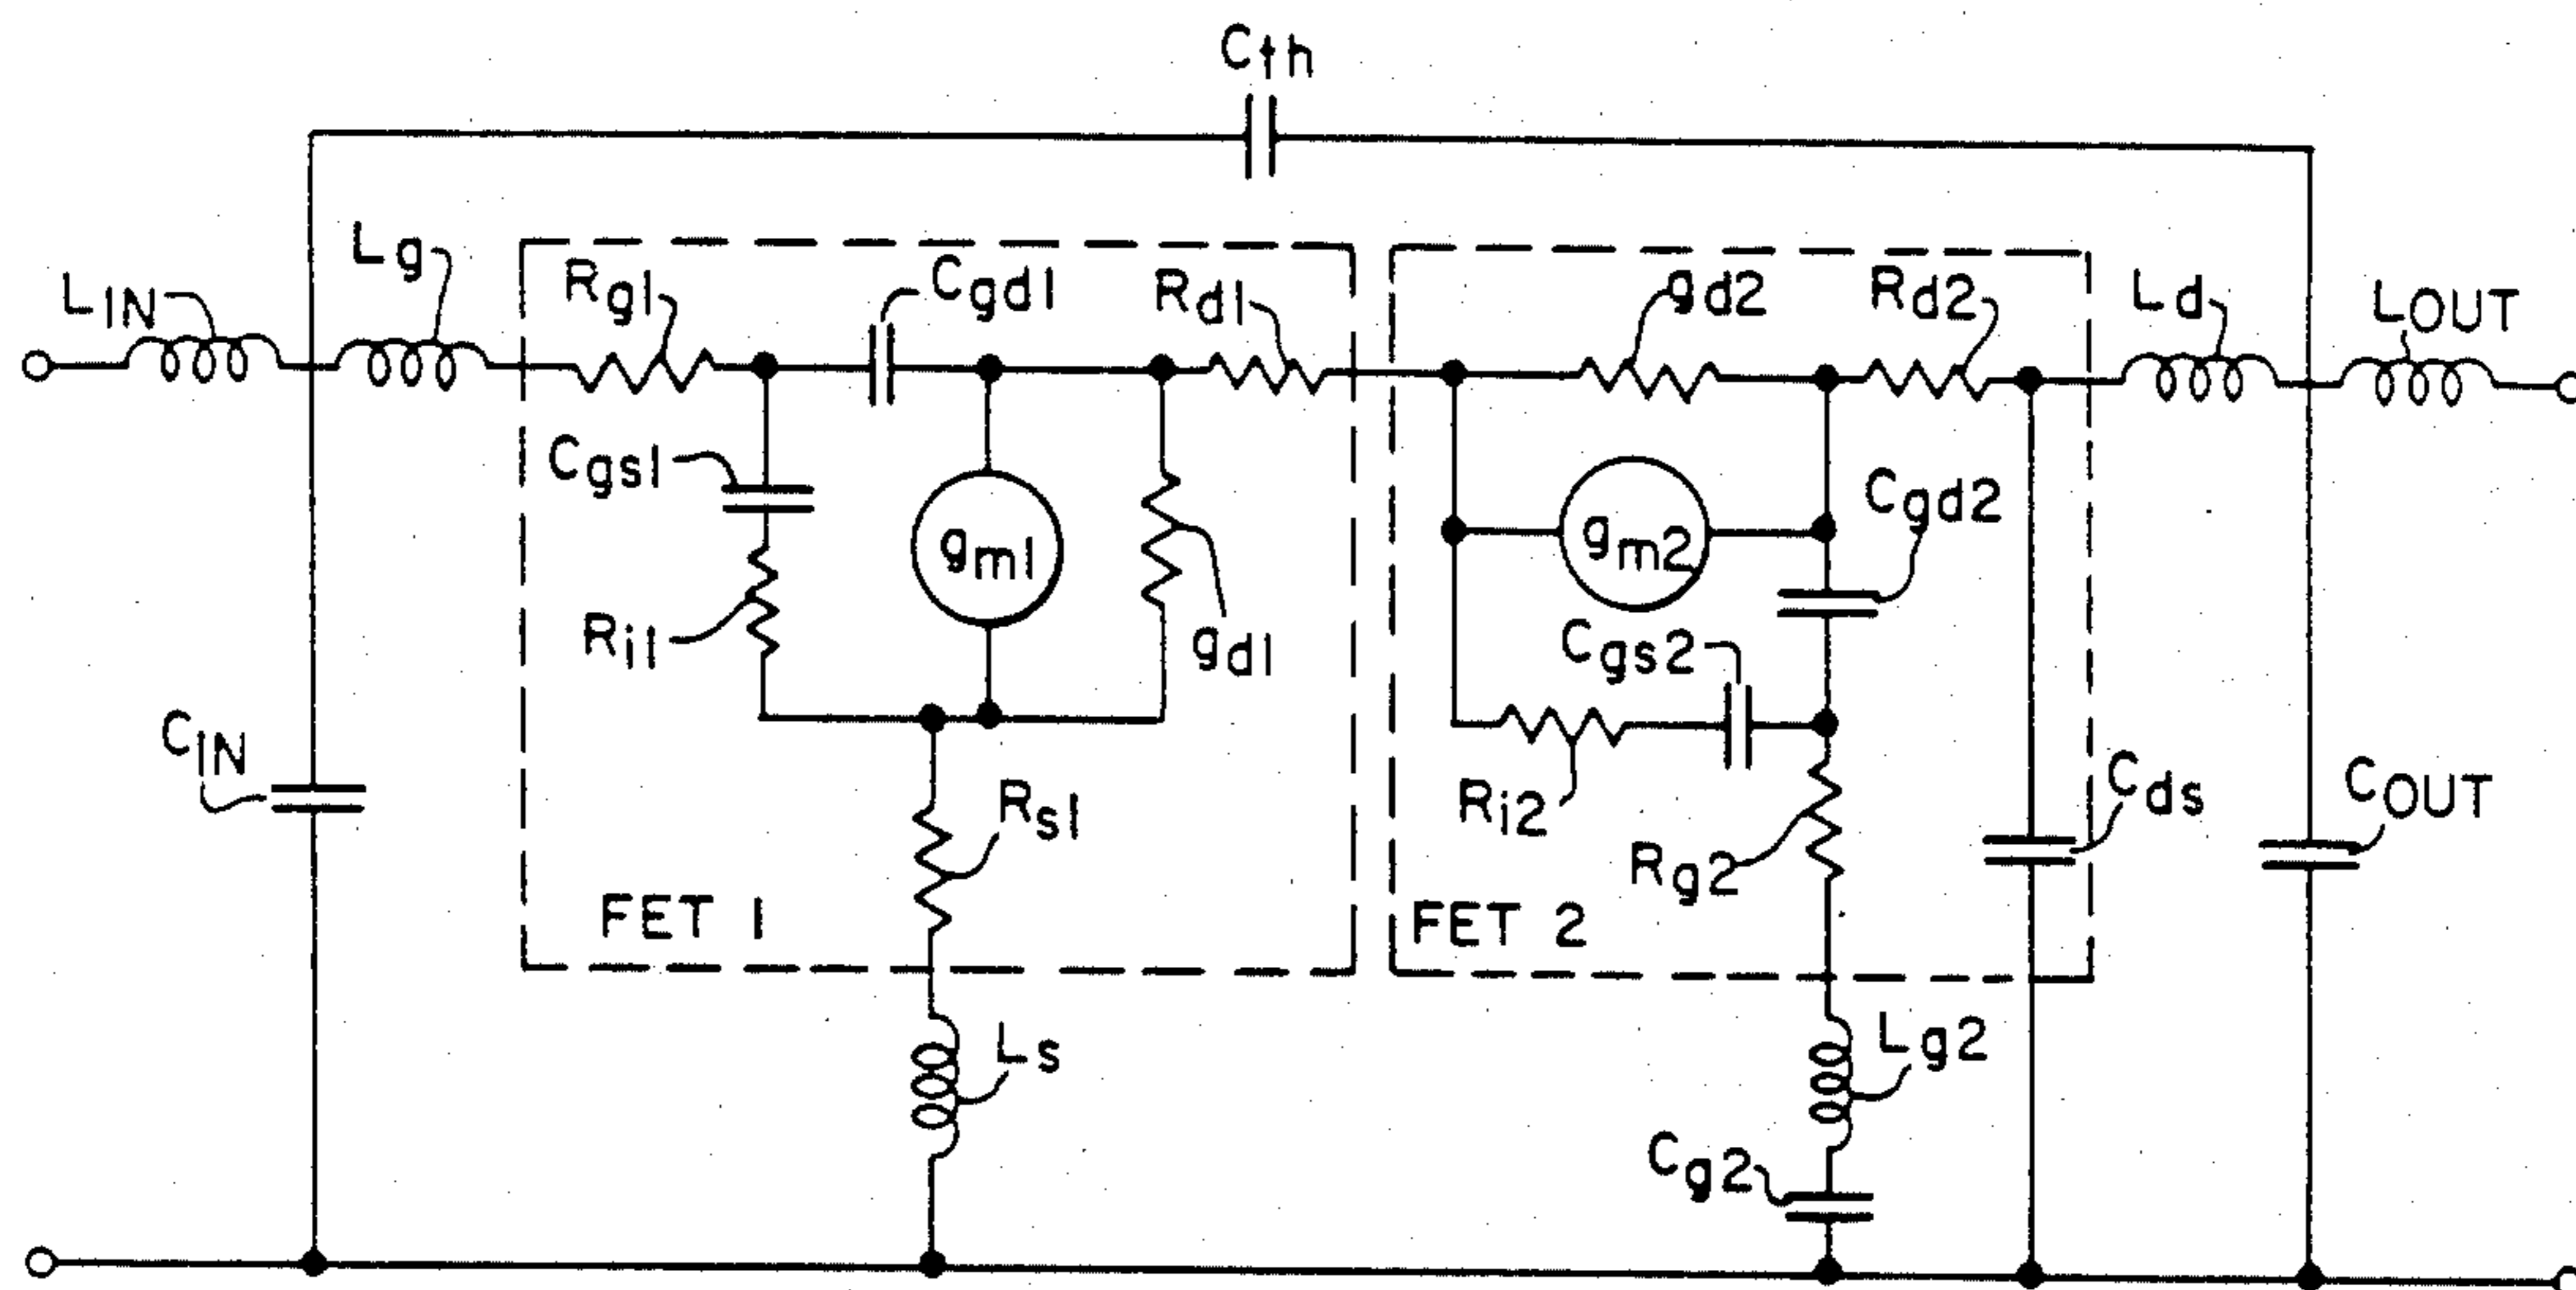 Cth
LIN
Lg
Rg1
Cgd1
Rd1
gd2
Rd2
Ld
LOUT
Cgs1
gm1
Ri1
gd1
gm2
Cgd2
Cgs2
CIN
Rs1
Ri2
Rg2
Cds
COUT
FET 1
FET 2
Ls
Lg2
Cg2